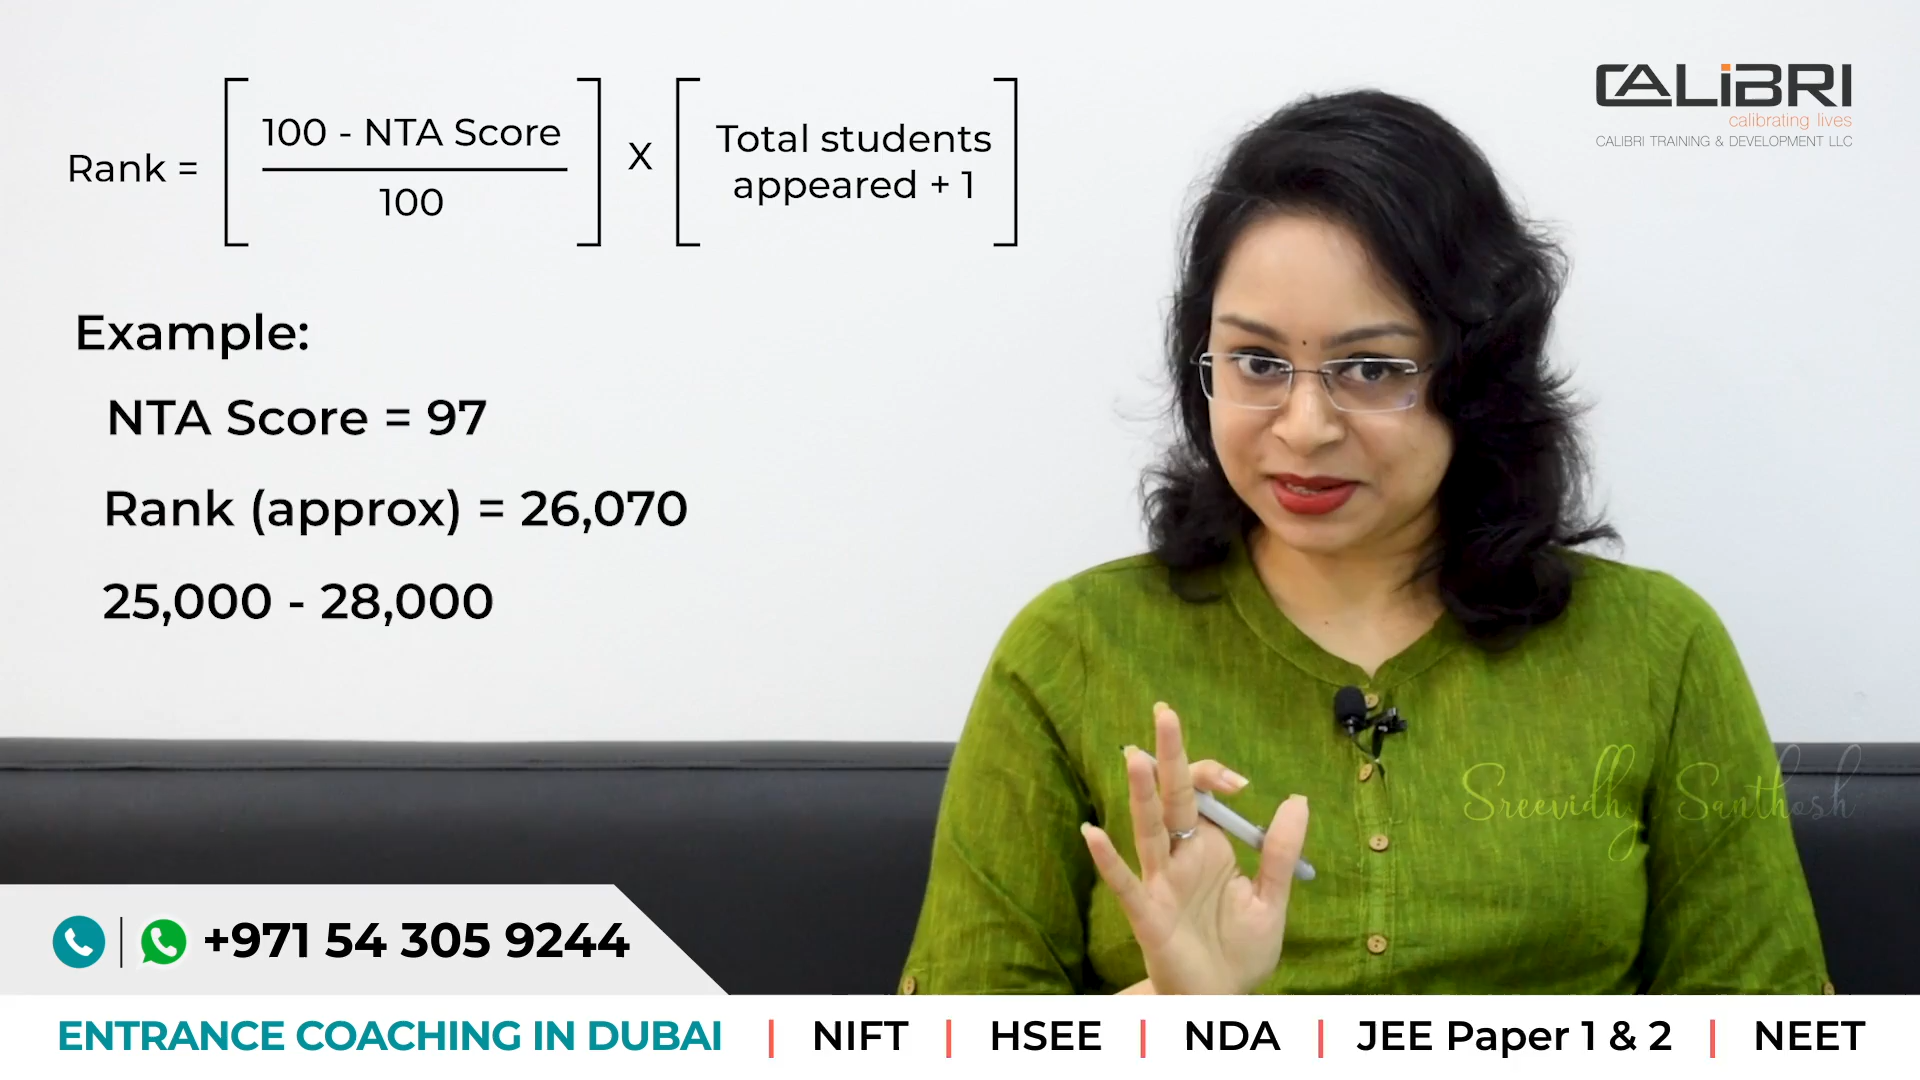 CALiBRI
calibrating lives
CALIBRI TRAINING & DEVELOPMENT LLC
Rank = [ 100 - NTA Score
100 ] X [ Total students
appeared + 1 ]
Example:
NTA Score = 97
Rank (approx) = 26,070
25,000 - 28,000
Sreevidhya Santhosh
+971 54 305 9244
ENTRANCE COACHING IN DUBAI | NIFT | HSEE | NDA | JEE Paper 1 & 2 | NEET